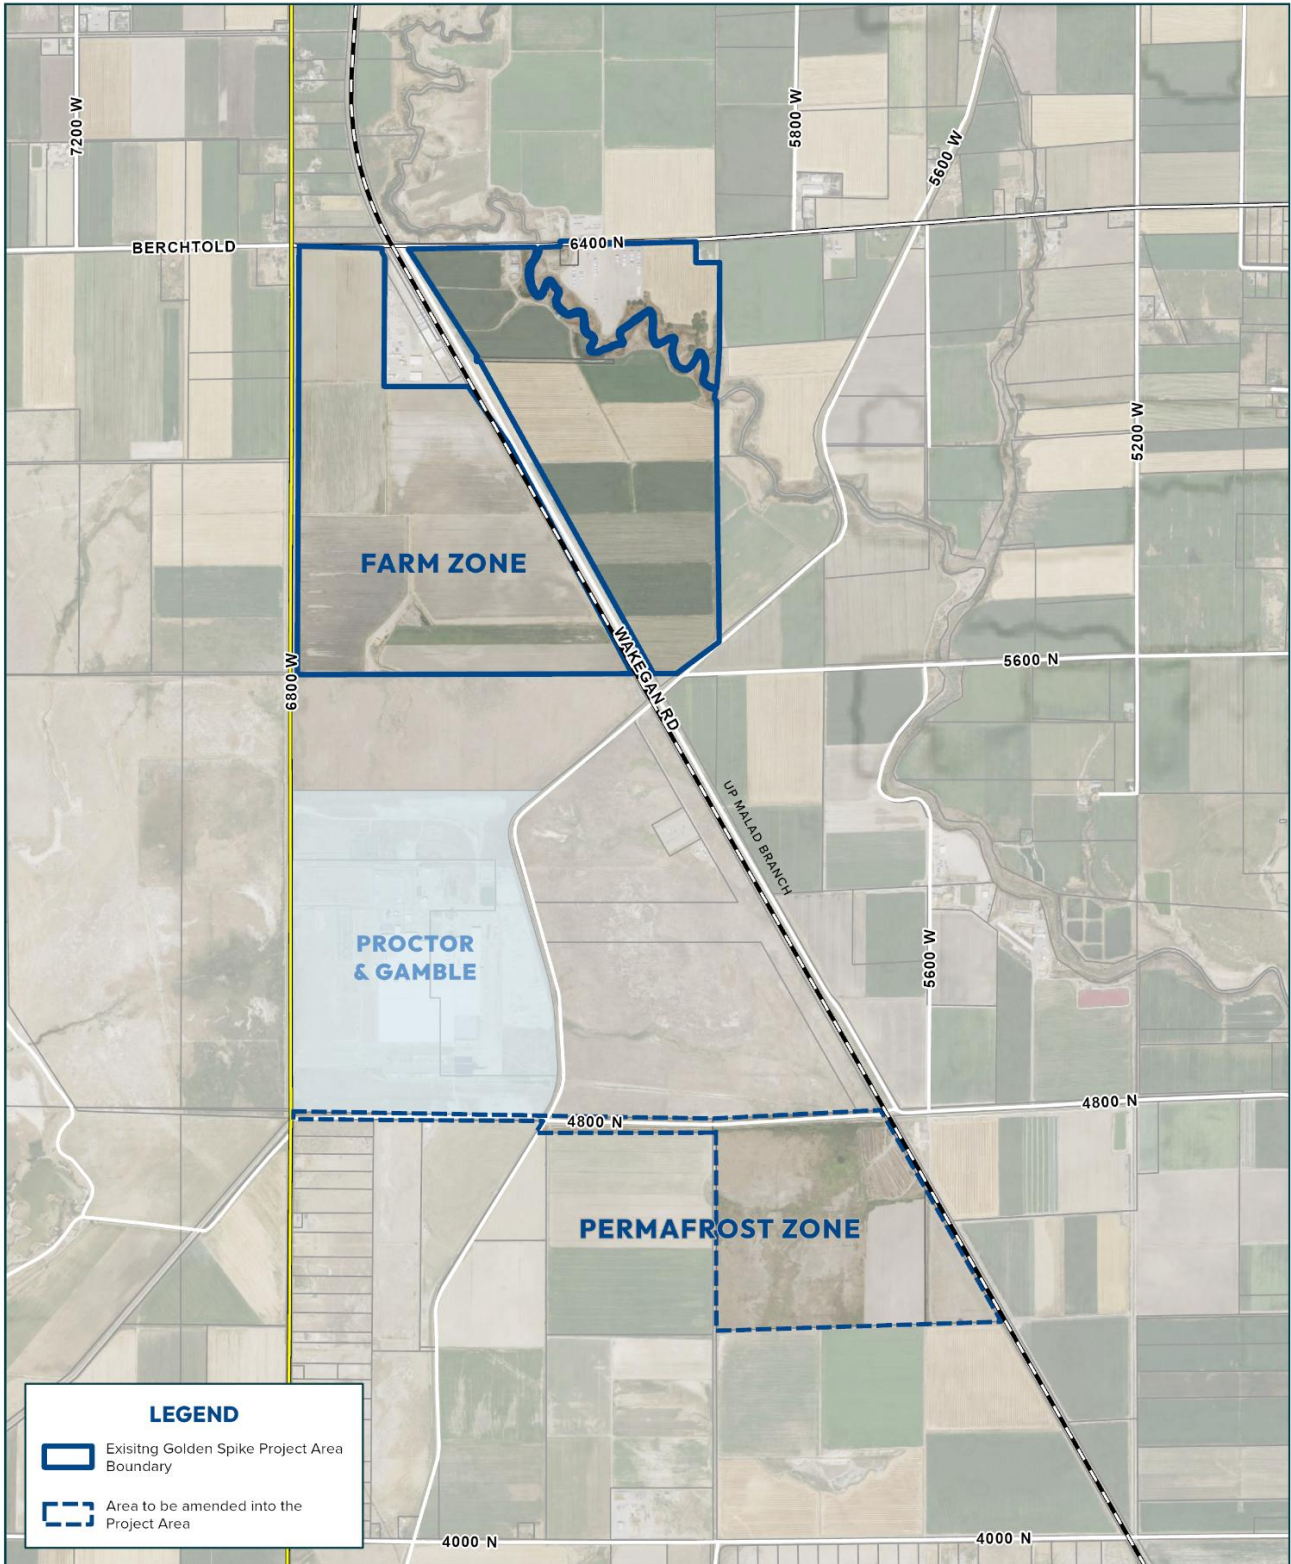 7200 W
5800 W
5600 W
BERCHTOLD
6400 N
5200 W
FARM ZONE
WAKEGAN RD
5600 N
6800 W
UP MALAD BRANCH
PROCTOR
& GAMBLE
5600 W
4800 N
4800 N
PERMAFROST ZONE
LEGEND
Exisitng Golden Spike Project Area
Boundary
Area to be amended into the
Project Area
4000 N
4000 N